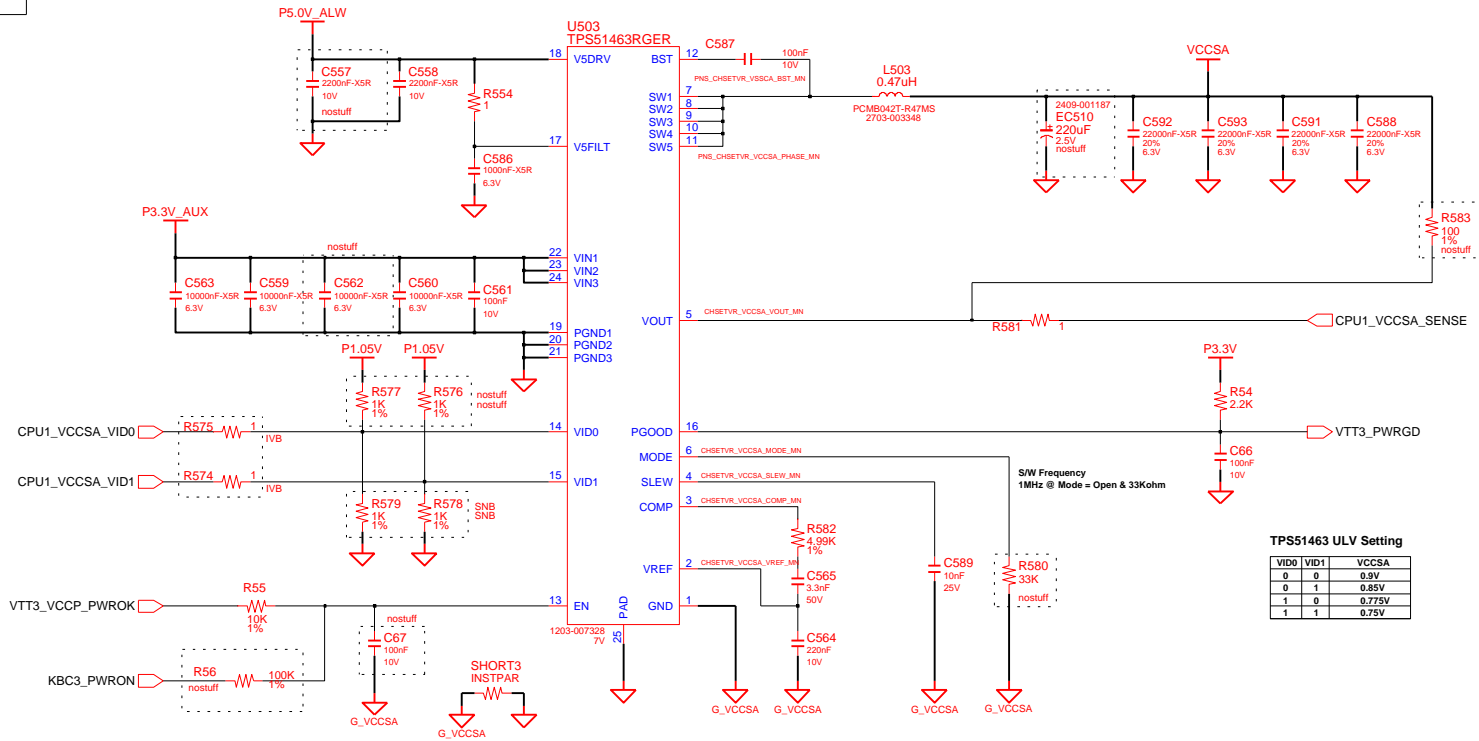 P5.0V_ALW
U503
TPS51463RGER
18
V5DRV
C557
2200nF-X5R
10V
nostuff
C558
2200nF-X5R
10V
R554
1
17
V5FILT
C586
1000nF-X5R
6.3V
P3.3V_AUX
nostuff
C563
10000nF-X5R
6.3V
C559
10000nF-X5R
6.3V
C562
10000nF-X5R
6.3V
C560
10000nF-X5R
6.3V
C561
100nF
10V
22
VIN1
23
VIN2
24
VIN3
19
PGND1
20
PGND2
21
PGND3
P1.05V
P1.05V
R577
1K
1%
R576
1K
1%
nostuff
nostuff
CPU1_VCCSA_VID0
R575
1
IVB
14
VID0
CPU1_VCCSA_VID1
R574
1
IVB
15
VID1
R579
1K
1%
R578
1K
1%
SNB
SNB
VTT3_VCCP_PWROK
R55
10K
1%
13
EN
nostuff
C67
100nF
10V
G_VCCSA
KBC3_PWRON
R56
nostuff
100K
1%
1203-007328
7V
PAD
25
SHORT3
INSTPAR
G_VCCSA
BST
12
C587
100nF
10V
PNS_CHSETVR_VSSCA_BST_MN
SW1
7
SW2
8
SW3
9
SW4
10
SW5
11
PNS_CHSETVR_VCCSA_PHASE_MN
L503
0.47uH
PCMB042T-R47MS
2703-003348
VCCSA
2409-001187
EC510
220uF
2.5V
nostuff
C592
22000nF-X5R
20%
6.3V
C593
22000nF-X5R
20%
6.3V
C591
22000nF-X5R
20%
6.3V
C588
22000nF-X5R
20%
6.3V
R583
100
1%
nostuff
VOUT
5
CHSETVR_VCCSA_VOUT_MN
R581
1
CPU1_VCCSA_SENSE
P3.3V
R54
2.2K
PGOOD
16
VTT3_PWRGD
C66
100nF
10V
MODE
6
CHSETVR_VCCSA_MODE_MN
S/W Frequency
1MHz @ Mode = Open & 33Kohm
SLEW
4
CHSETVR_VCCSA_SLEW_MN
COMP
3
CHSETVR_VCCSA_COMP_MN
R582
4.99K
1%
VREF
2
CHSETVR_VCCSA_VREF_MN
C565
3.3nF
50V
C589
10nF
25V
R580
33K
nostuff
GND
1
C564
220nF
10V
G_VCCSA
G_VCCSA
G_VCCSA
TPS51463 ULV Setting
VID0 VID1 VCCSA
0 0 0.9V
0 1 0.85V
1 0 0.775V
1 1 0.75V